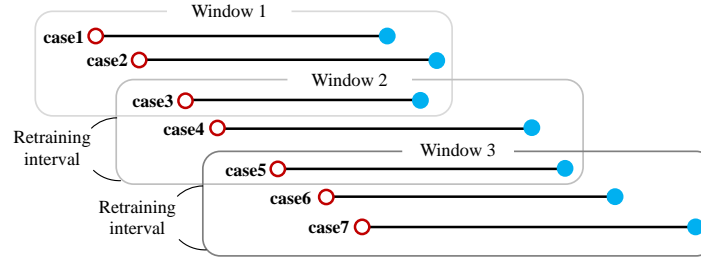 Window 1
case1
case2
Window 2
case3
case4
Retraining
interval
Window 3
case5
case6
Retraining
interval
case7